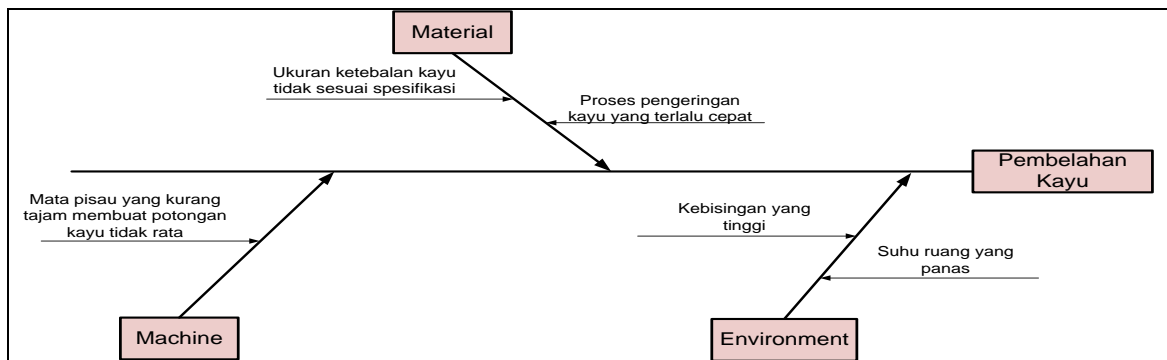 Material
Ukuran ketebalan kayu
tidak sesuai spesifikasi
Proses pengeringan
kayu yang terlalu cepat
Pembelahan
Kayu
Mata pisau yang kurang
tajam membuat potongan
kayu tidak rata
Kebisingan yang
tinggi
Suhu ruang yang
panas
Machine
Environment